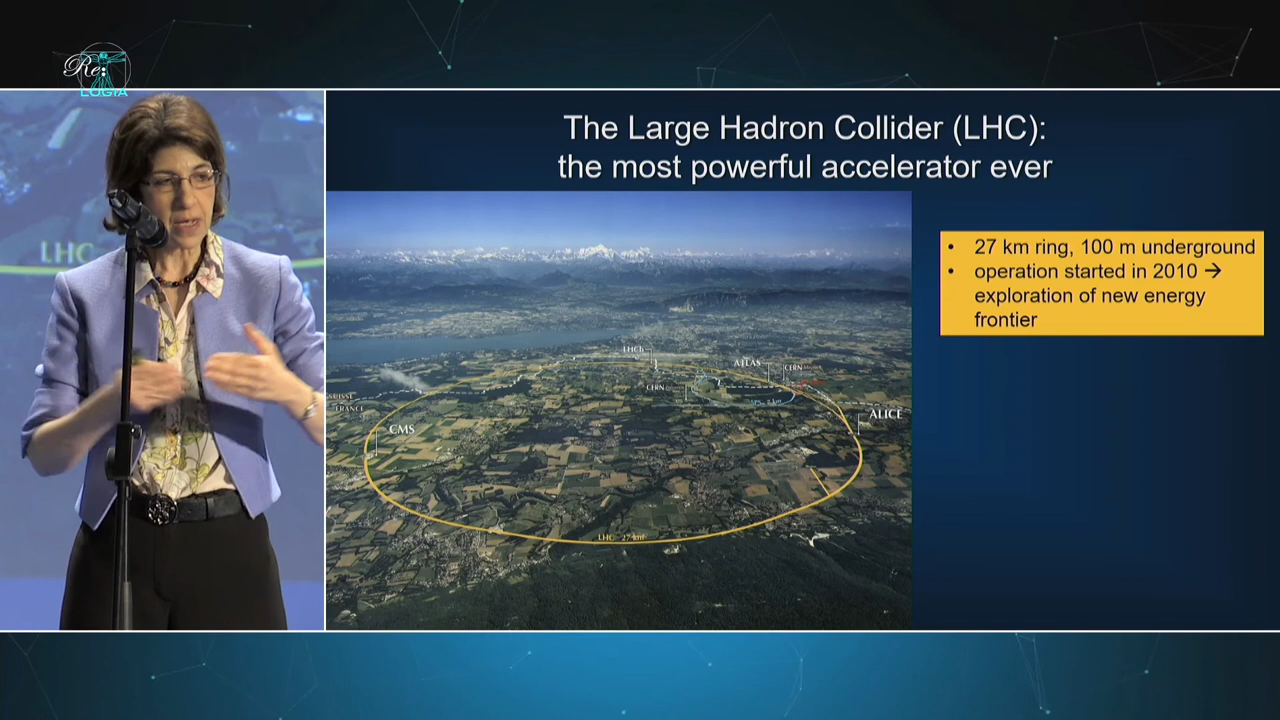 Re:
LOGIA
LHC
The Large Hadron Collider (LHC):
the most powerful accelerator ever
• 27 km ring, 100 m underground
• operation started in 2010 →
exploration of new energy
frontier
LHCb
ATLAS
CERN
CERN
SUISSE
FRANCE
CMS
ALICE
LHC 27 km